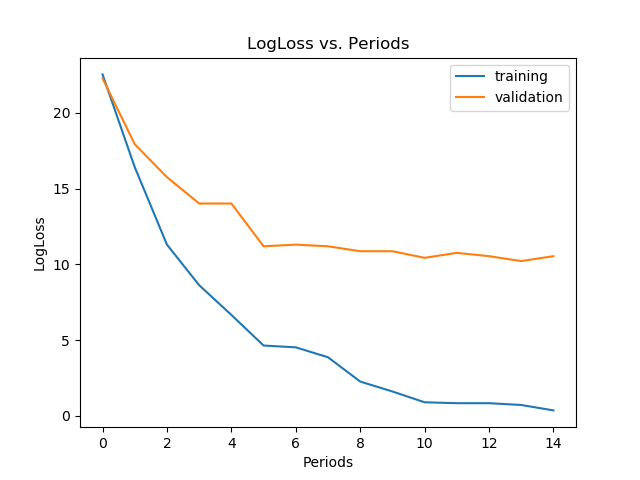 LogLoss vs. Periods
training
validation
LogLoss
20
15
10
5
0
0 2 4 6 8 10 12 14
Periods